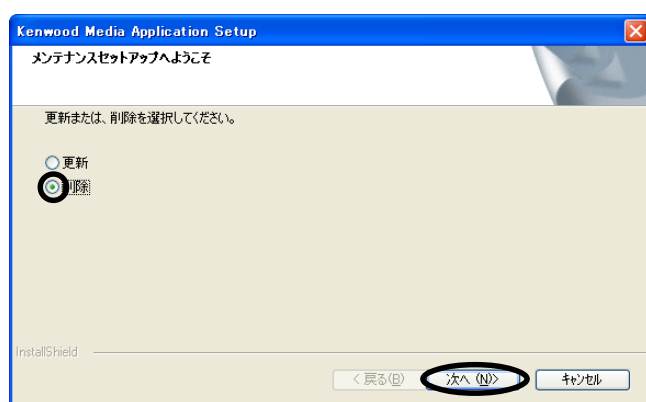 Kenwood Media Application Setup
メンテナンスセットアップへようこそ
更新または、削除を選択してください。
更新
削除
InstallShield
< 戻る(B)
次へ (N)>
キャンセル